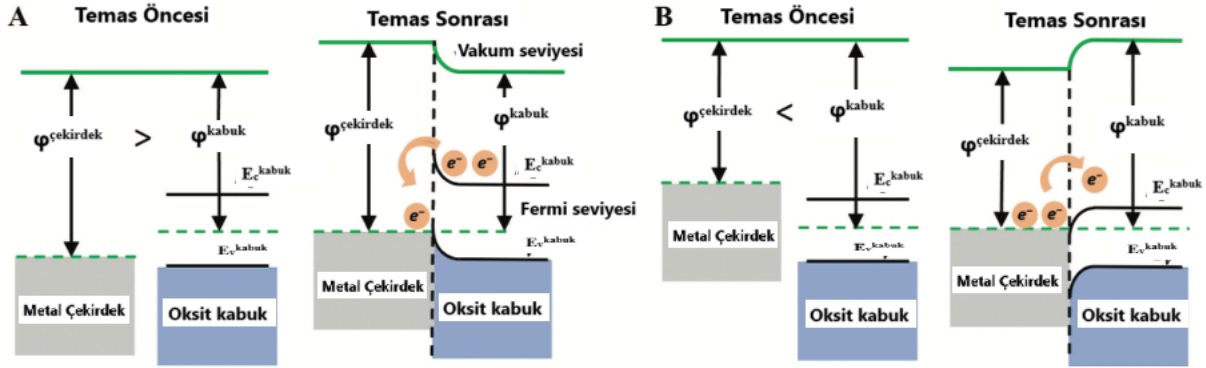 A
Temas Öncesi
φçekirdek > φkabuk
Ec kabuk
Ev kabuk
Metal Çekirdek
Oksit kabuk
Temas Sonrası
Vakum seviyesi
φçekirdek
φkabuk
e⁻ e⁻
Ec kabuk
e⁻
Fermi seviyesi
Ev kabuk
Metal Çekirdek
Oksit kabuk
B
Temas Öncesi
φçekirdek < φkabuk
Ec kabuk
Metal Çekirdek
Ev kabuk
Oksit kabuk
Temas Sonrası
φkabuk
φçekirdek
e⁻
Ec kabuk
e⁻ e⁻
Ev kabuk
Metal Çekirdek
Oksit kabuk